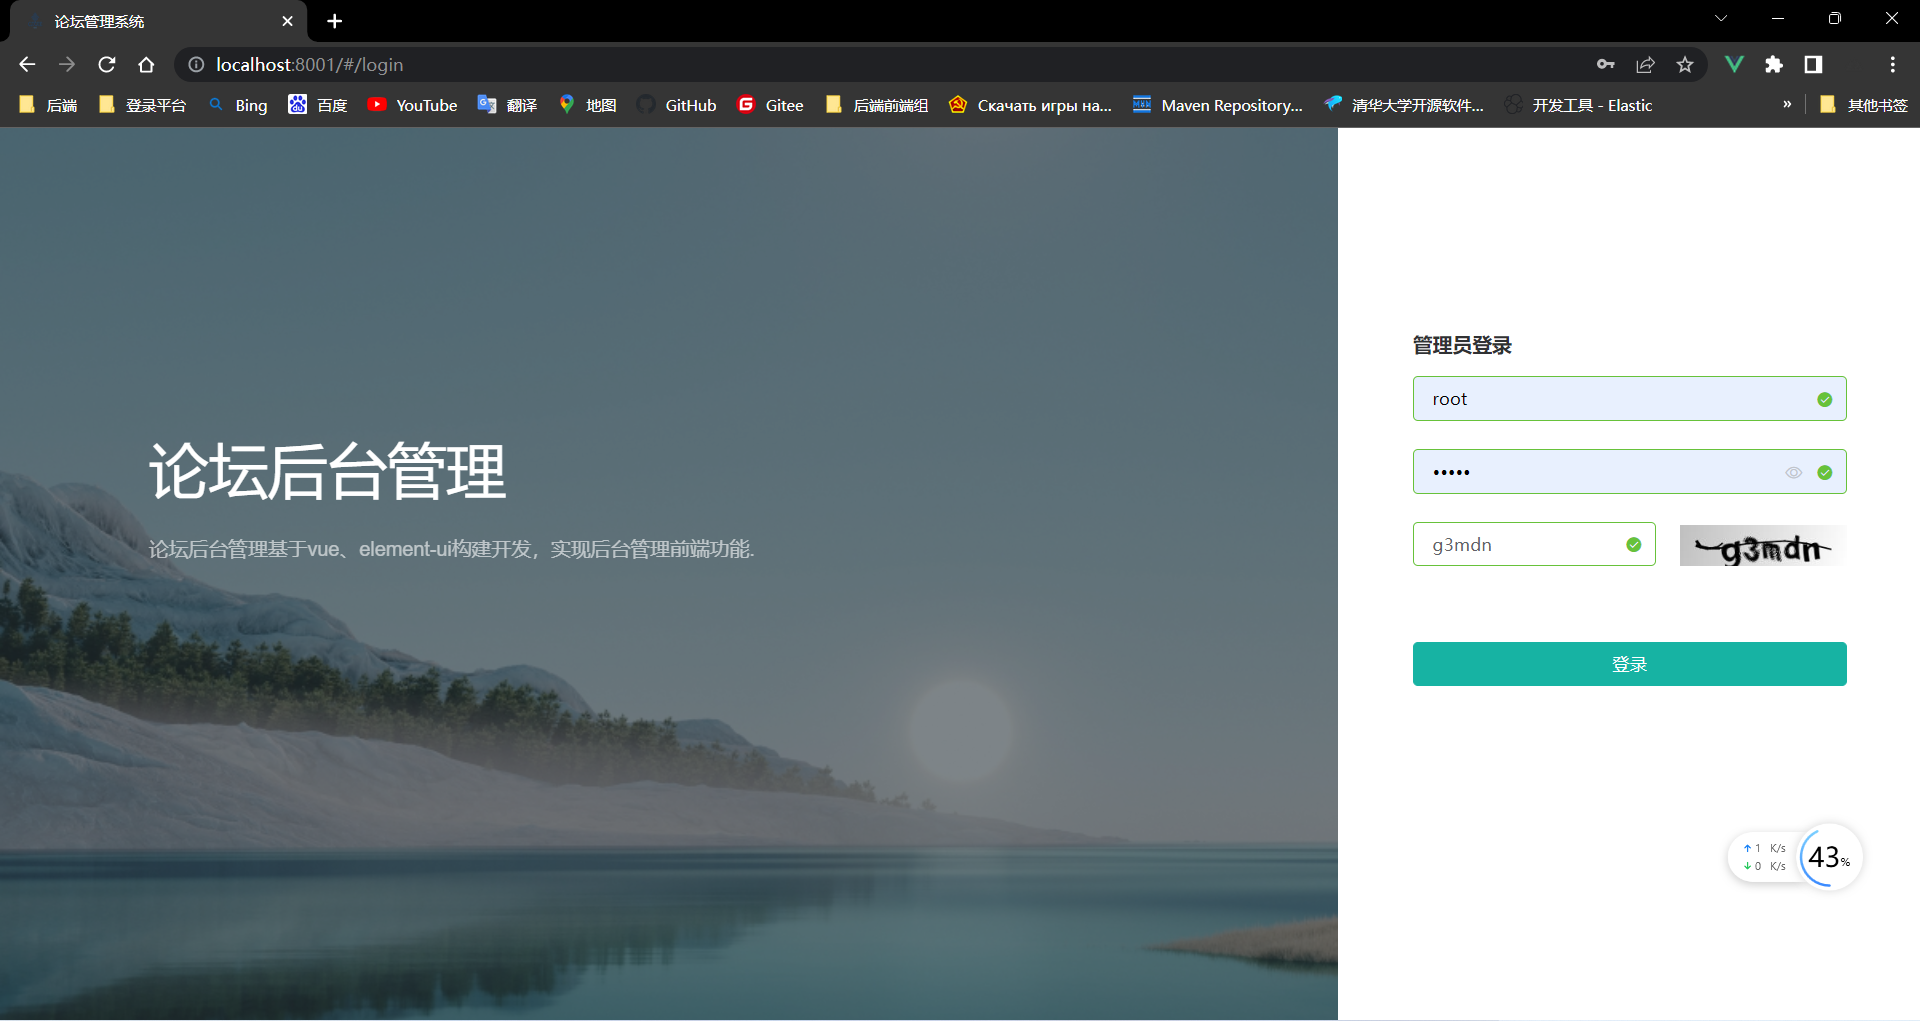 论坛管理系统
localhost:8001/#/login
后端 登录平台 Bing 百度 YouTube 翻译 地图 GitHub Gitee 后端前端组 Скачать игры на... Maven Repository... 清华大学开源软件... 开发工具 - Elastic » 其他书签
论坛后台管理
论坛后台管理基于vue、element-ui构建开发，实现后台管理前端功能.
管理员登录
root
•••••
g3mdn g3mdn
登录
↑ 1 K/s
↓ 0 K/s
43%